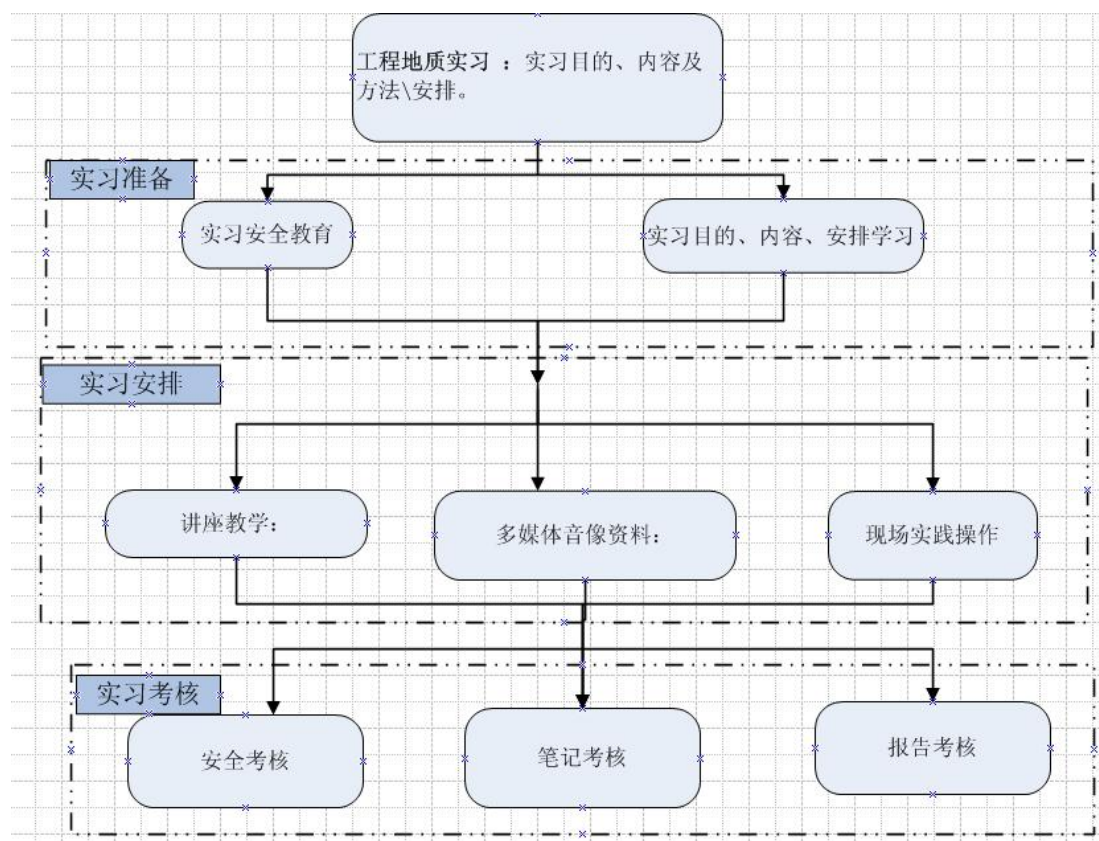 工程地质实习 ：实习目的、内容及
方法\安排。
实习准备
实习安全教育
实习目的、内容、安排学习
实习安排
讲座教学：
多媒体音像资料：
现场实践操作
实习考核
安全考核
笔记考核
报告考核